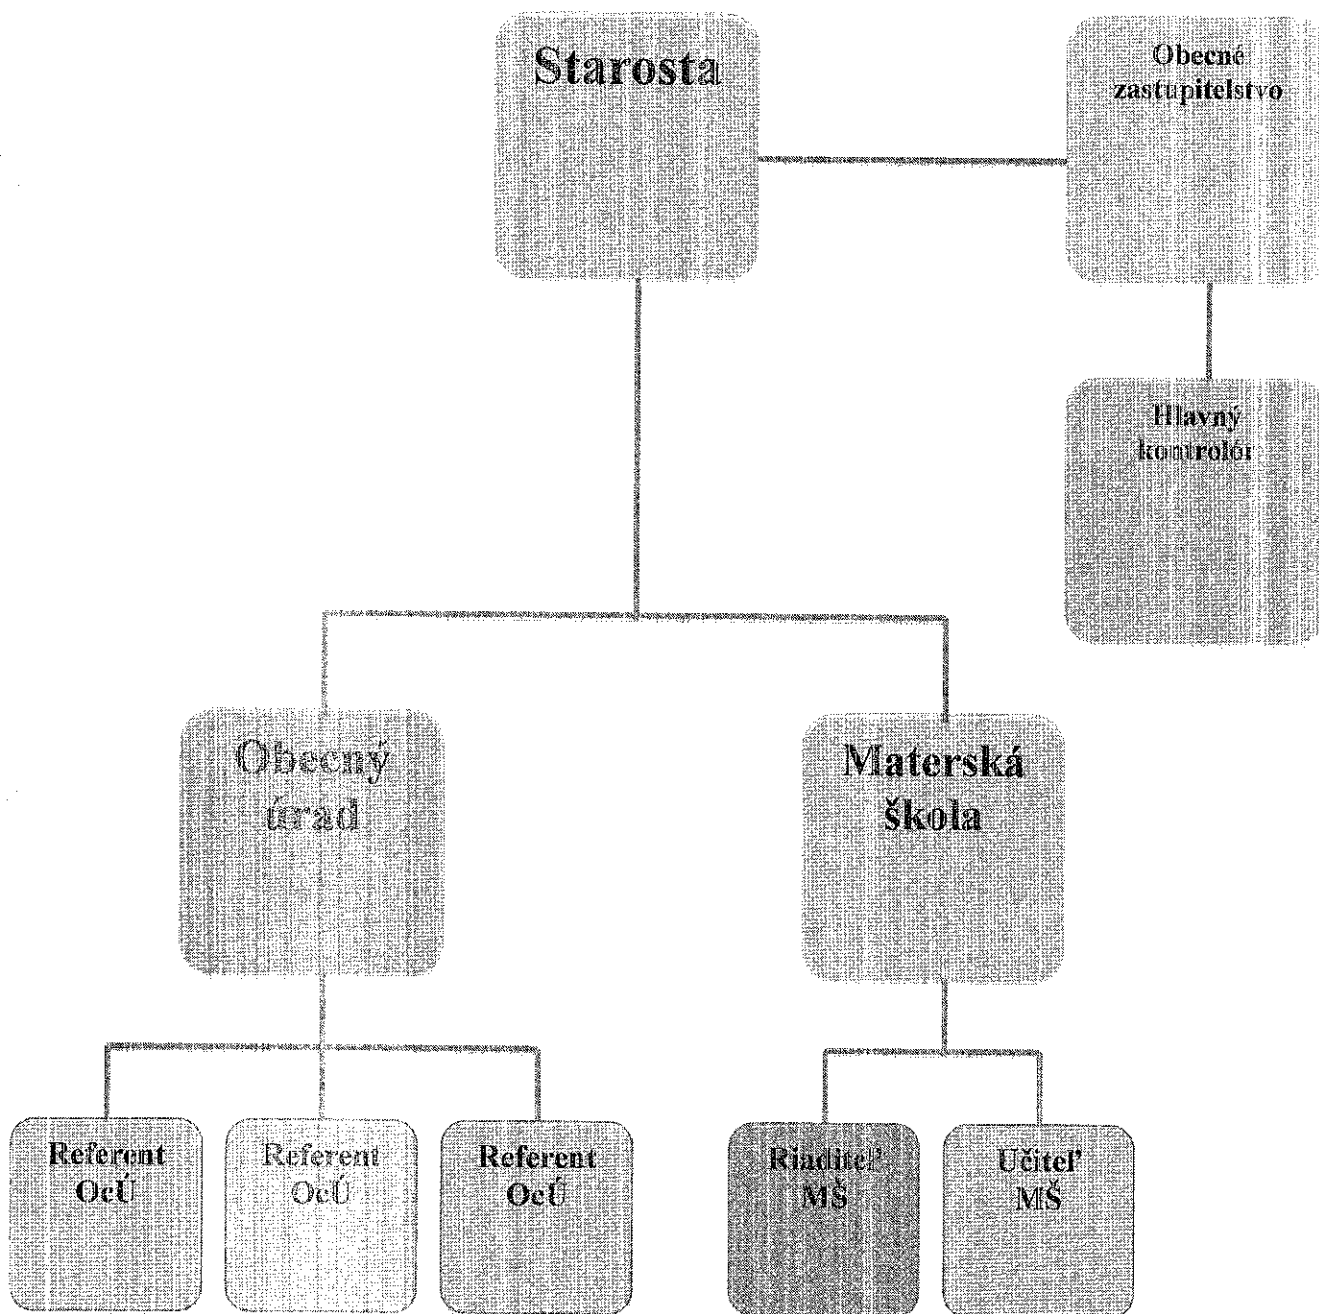 Starosta
Obecné
zastupitelstvo
Hlavný
kontrolór
Obecný
úrad
Materská
škola
Referent
OcÚ
Referent
OcÚ
Referent
OcÚ
Riaditeľ
MŠ
Učiteľ
MŠ